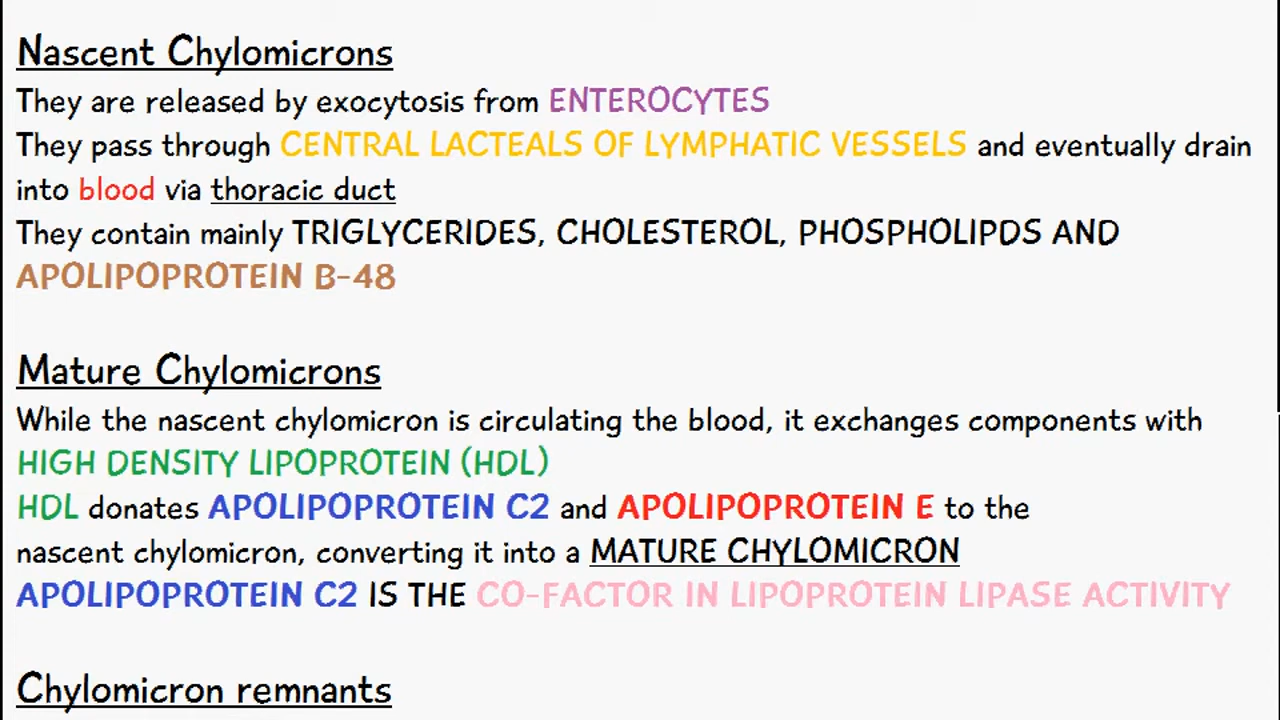 Nascent Chylomicrons
They are released by exocytosis from ENTEROCYTES
They pass through CENTRAL LACTEALS OF LYMPHATIC VESSELS and eventually drain
into blood via thoracic duct
They contain mainly TRIGLYCERIDES, CHOLESTEROL, PHOSPHOLIPDS AND
APOLIPOPROTEIN B-48
Mature Chylomicrons
While the nascent chylomicron is circulating the blood, it exchanges components with
HIGH DENSITY LIPOPROTEIN (HDL)
HDL donates APOLIPOPROTEIN C2 and APOLIPOPROTEIN E to the
nascent chylomicron, converting it into a MATURE CHYLOMICRON
APOLIPOPROTEIN C2 IS THE CO-FACTOR IN LIPOPROTEIN LIPASE ACTIVITY
Chylomicron remnants